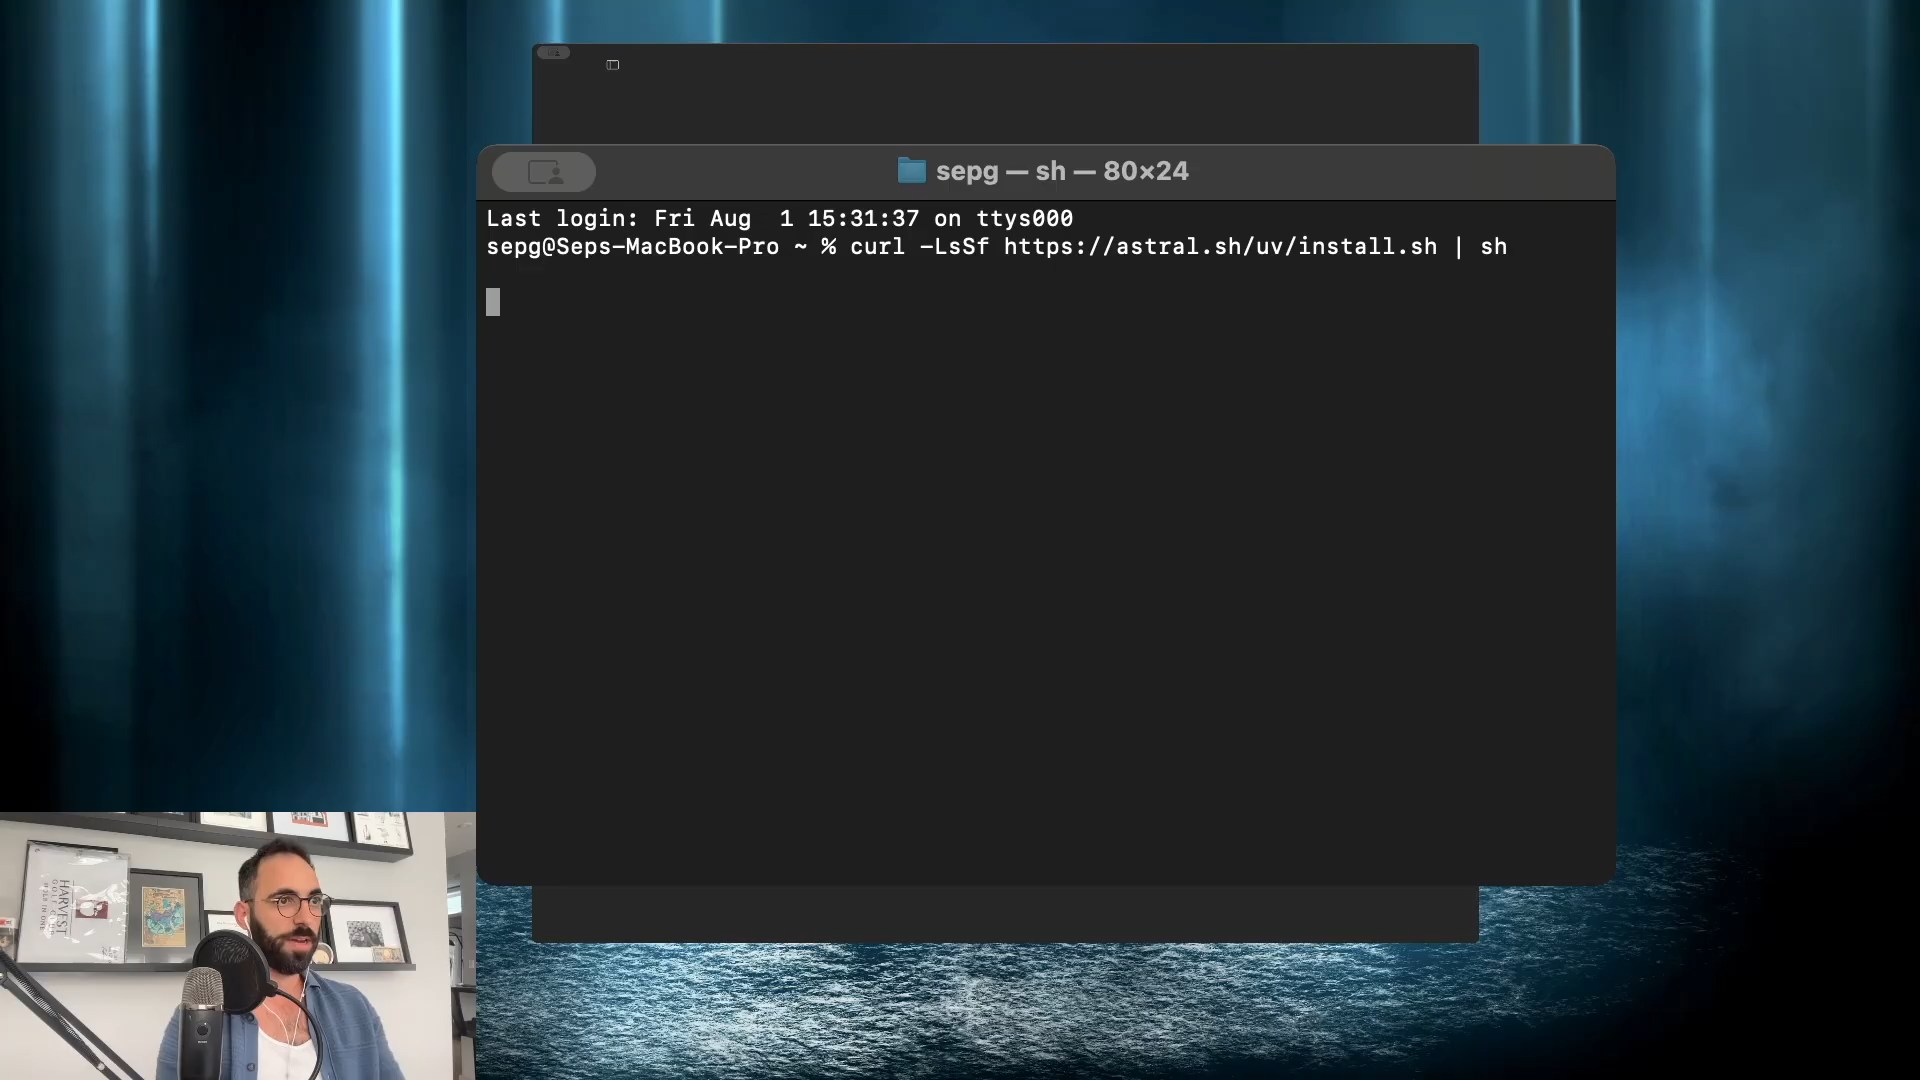 sepg — sh — 80×24
Last login: Fri Aug  1 15:31:37 on ttys000
sepg@Seps-MacBook-Pro ~ % curl -LsSf https://astral.sh/uv/install.sh | sh
HARVEST